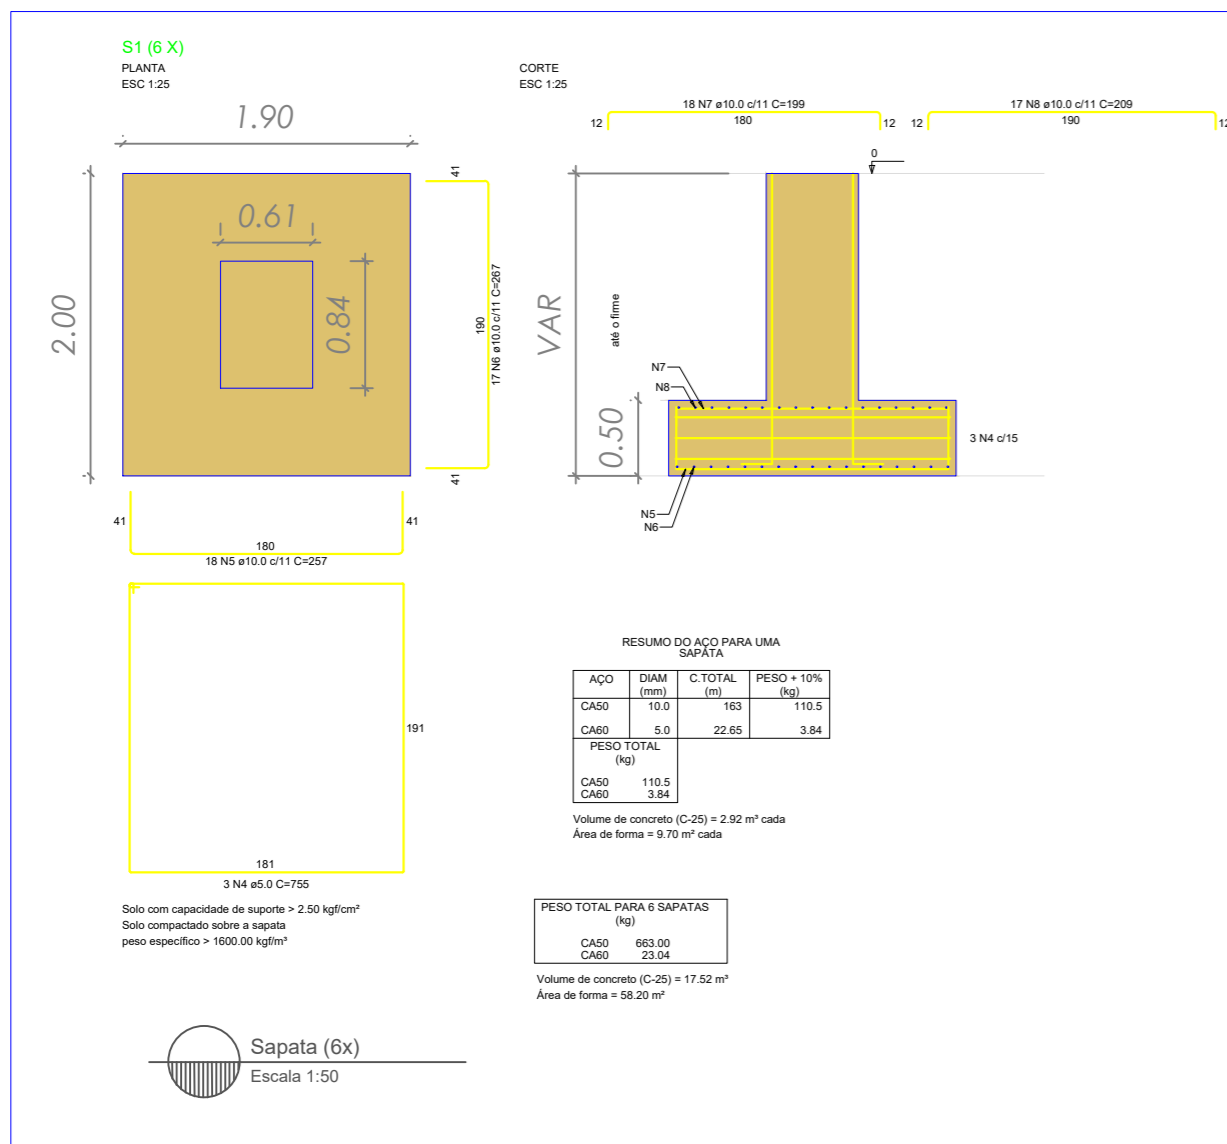 S1 (6 X)
PLANTA
ESC 1:25
1.90
2.00
0.61
0.84
41
190
17 N6 ø10.0 c/11 C=267
41
41
41
180
18 N5 ø10.0 c/11 C=257
191
181
3 N4 ø5.0 C=755
Solo com capacidade de suporte > 2.50 kgf/cm²
Solo compactado sobre a sapata
peso específico > 1600.00 kgf/m³
CORTE
ESC 1:25
18 N7 ø10.0 c/11 C=199
12
180
12
17 N8 ø10.0 c/11 C=209
12
190
12
0
VAR
até o firme
0.50
N7
N8
3 N4 c/15
N5
N6
RESUMO DO AÇO PARA UMA
SAPATA
AÇO DIAM C.TOTAL PESO + 10%
(mm) (m) (kg)
CA50 10.0 163 110.5
CA60 5.0 22.65 3.84
PESO TOTAL
(kg)
CA50 110.5
CA60 3.84
Volume de concreto (C-25) = 2.92 m³ cada
Área de forma = 9.70 m² cada
PESO TOTAL PARA 6 SAPATAS
(kg)
CA50 663.00
CA60 23.04
Volume de concreto (C-25) = 17.52 m³
Área de forma = 58.20 m²
Sapata (6x)
Escala 1:50